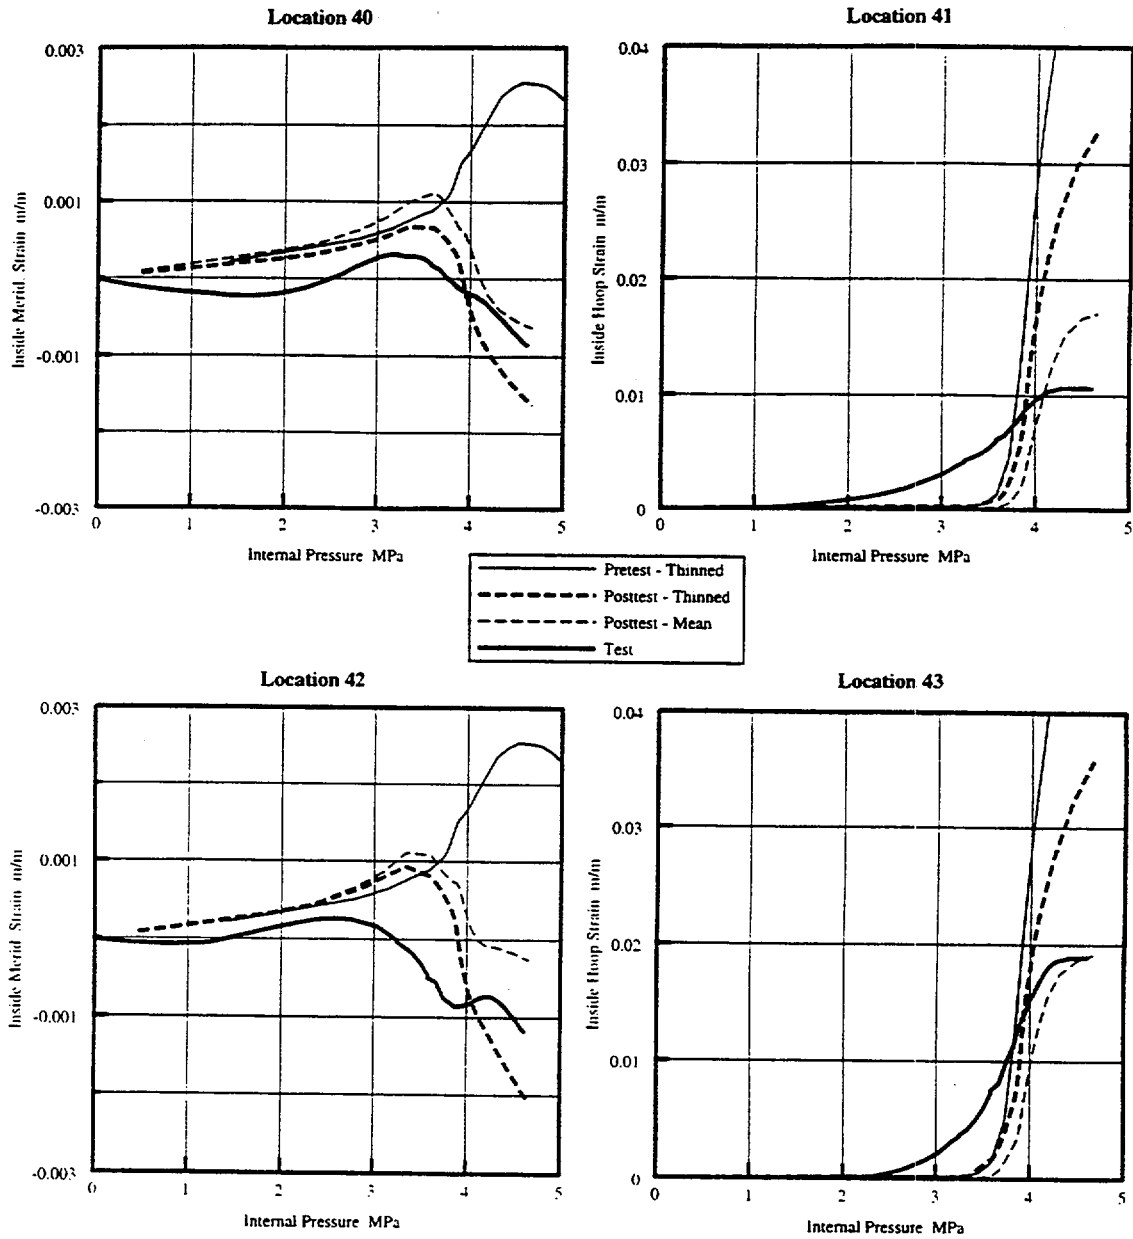 Location 40
Location 41
0.003
0.001
-0.001
-0.003
Inside Merid. Strain m/m
0 1 2 3 4 5
Internal Pressure MPa
0.04
0.03
0.02
0.01
0
Inside Hoop Strain m/m
0 1 2 3 4 5
Internal Pressure MPa
Pretest - Thinned
Posttest - Thinned
Posttest - Mean
Test
Location 42
Location 43
0.003
0.001
-0.001
-0.003
Inside Merid. Strain m/m
0 1 2 3 4 5
Internal Pressure MPa
0.04
0.03
0.02
0.01
0
Inside Hoop Strain m/m
0 1 2 3 4 5
Internal Pressure MPa